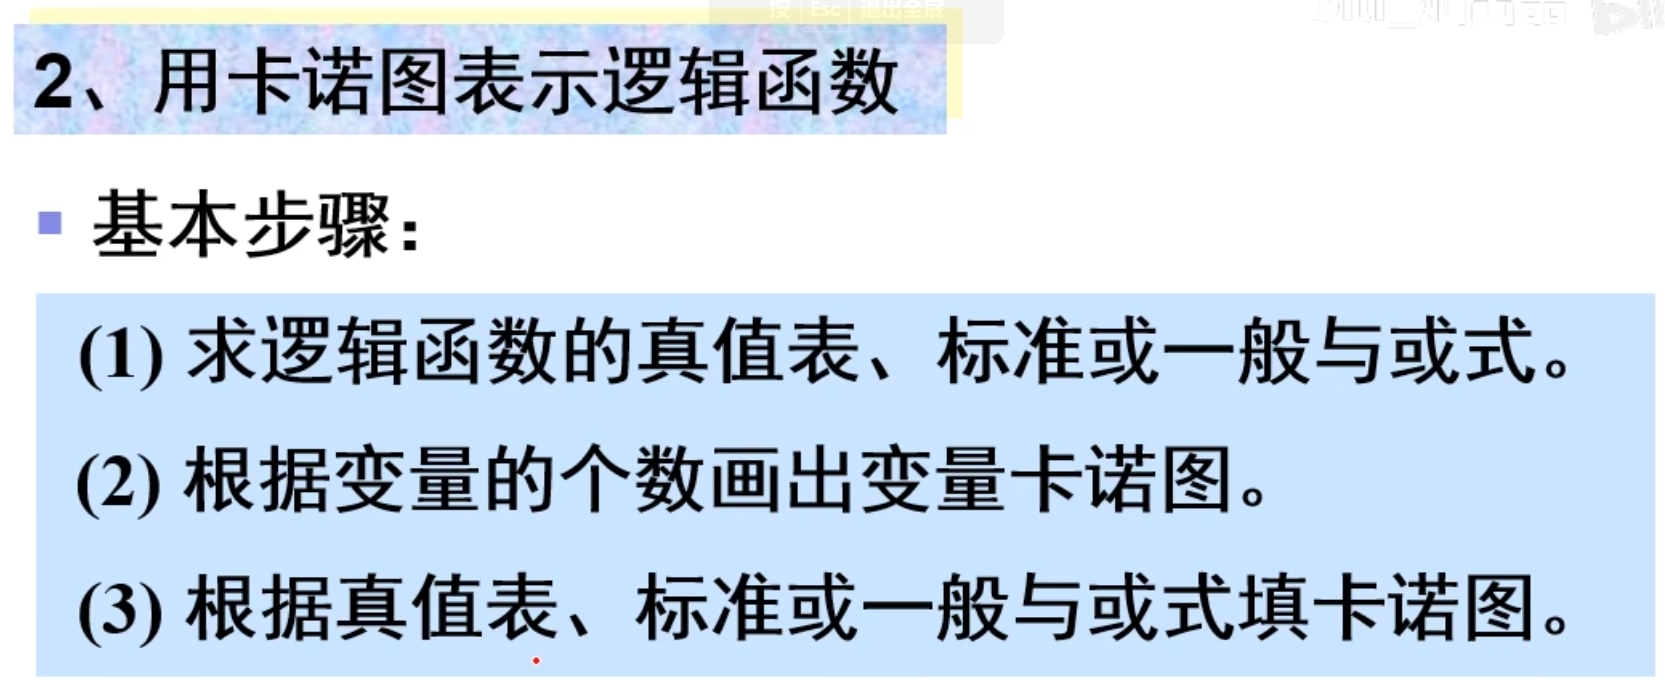 按 Esc 退出全屏
2、用卡诺图表示逻辑函数
基本步骤：
(1) 求逻辑函数的真值表、标准或一般与或式。
(2) 根据变量的个数画出变量卡诺图。
(3) 根据真值表、标准或一般与或式填卡诺图。